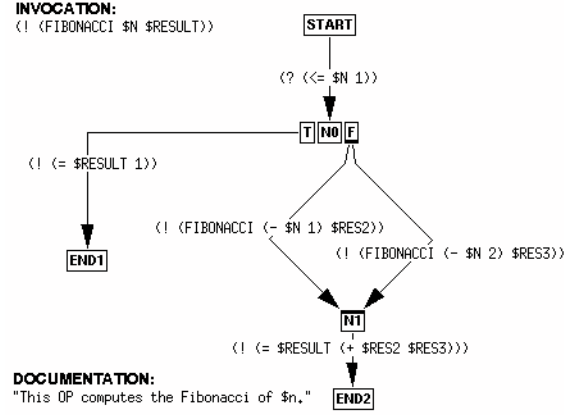 INVOCATION:
(! (FIBONACCI $N $RESULT))
START
(? (<= $N 1))
T N0 F
(! (= $RESULT 1))
(! (FIBONACCI (- $N 1) $RES2))
(! (FIBONACCI (- $N 2) $RES3))
END1
N1
(! (= $RESULT (+ $RES2 $RES3)))
DOCUMENTATION:
"This OP computes the Fibonacci of $n."
END2